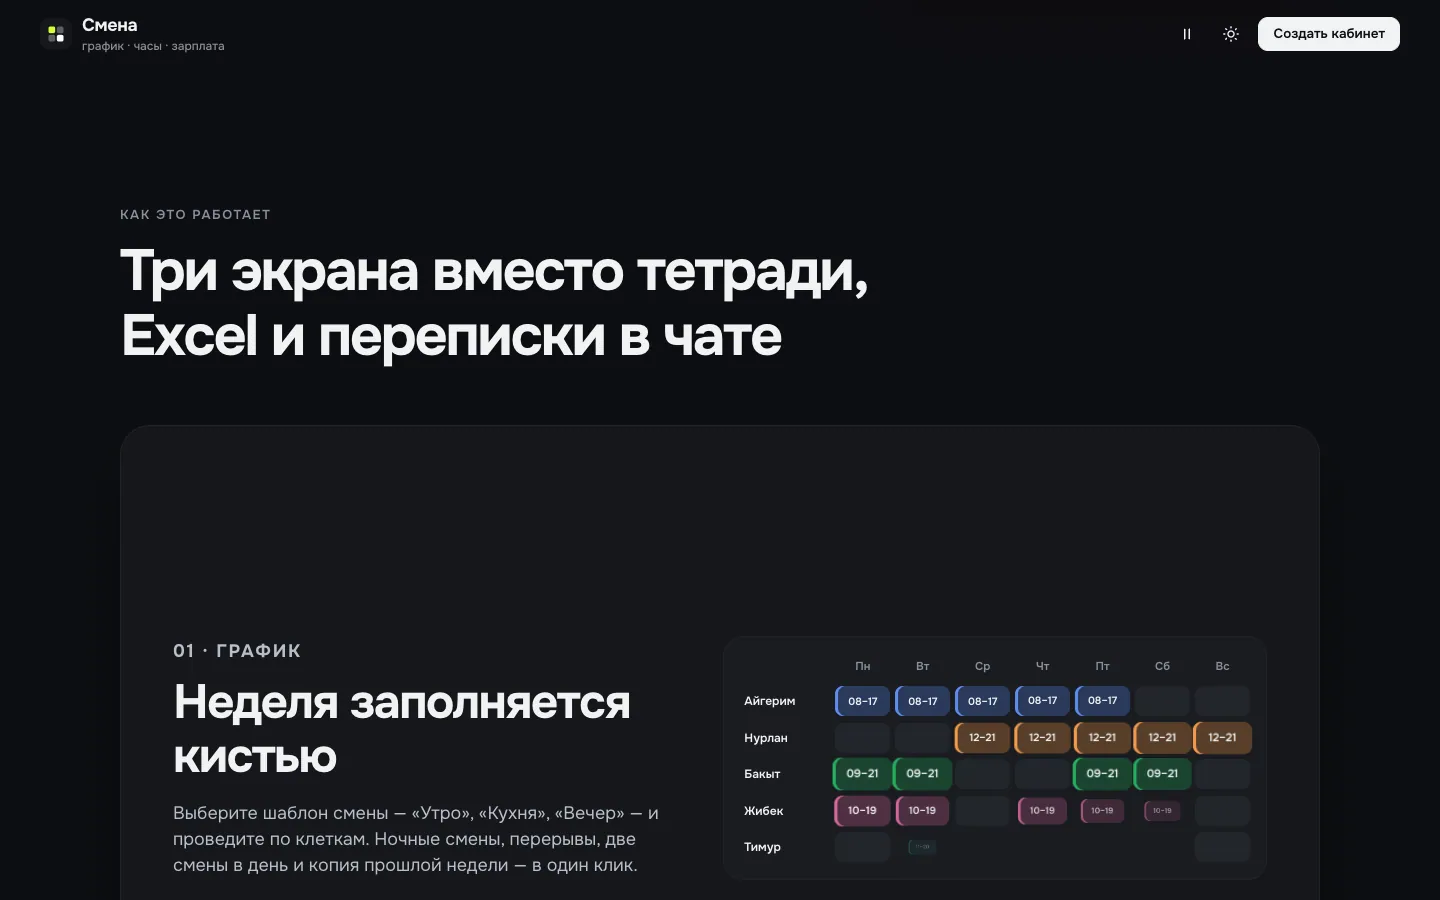 Смена
график · часы · зарплата
Создать кабинет
КАК ЭТО РАБОТАЕТ
Три экрана вместо тетради,
Excel и переписки в чате
01 · ГРАФИК
Неделя заполняется
кистью
Выберите шаблон смены — «Утро», «Кухня», «Вечер» — и
проведите по клеткам. Ночные смены, перерывы, две
смены в день и копия прошлой недели — в один клик.
Пн Вт Ср Чт Пт Сб Вс
Айгерим 08–17 08–17 08–17 08–17 08–17
Нурлан 12–21 12–21 12–21 12–21 12–21
Бакыт 09–21 09–21 09–21 09–21
Жибек 10–19 10–19 10–19 10–19 10–19
Тимур